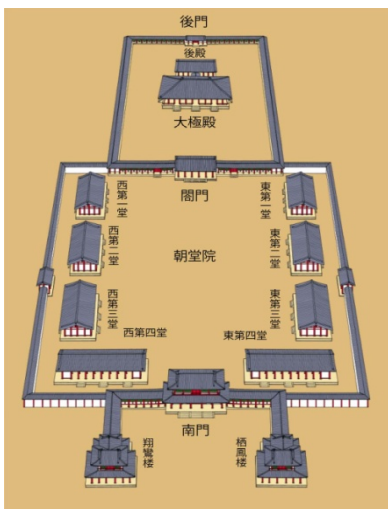 後門
後殿
大極殿
閤門
西第一堂
東第一堂
西第二堂
東第二堂
朝堂院
西第三堂
東第三堂
西第四堂
東第四堂
南門
翔鸞楼
栖鳳楼